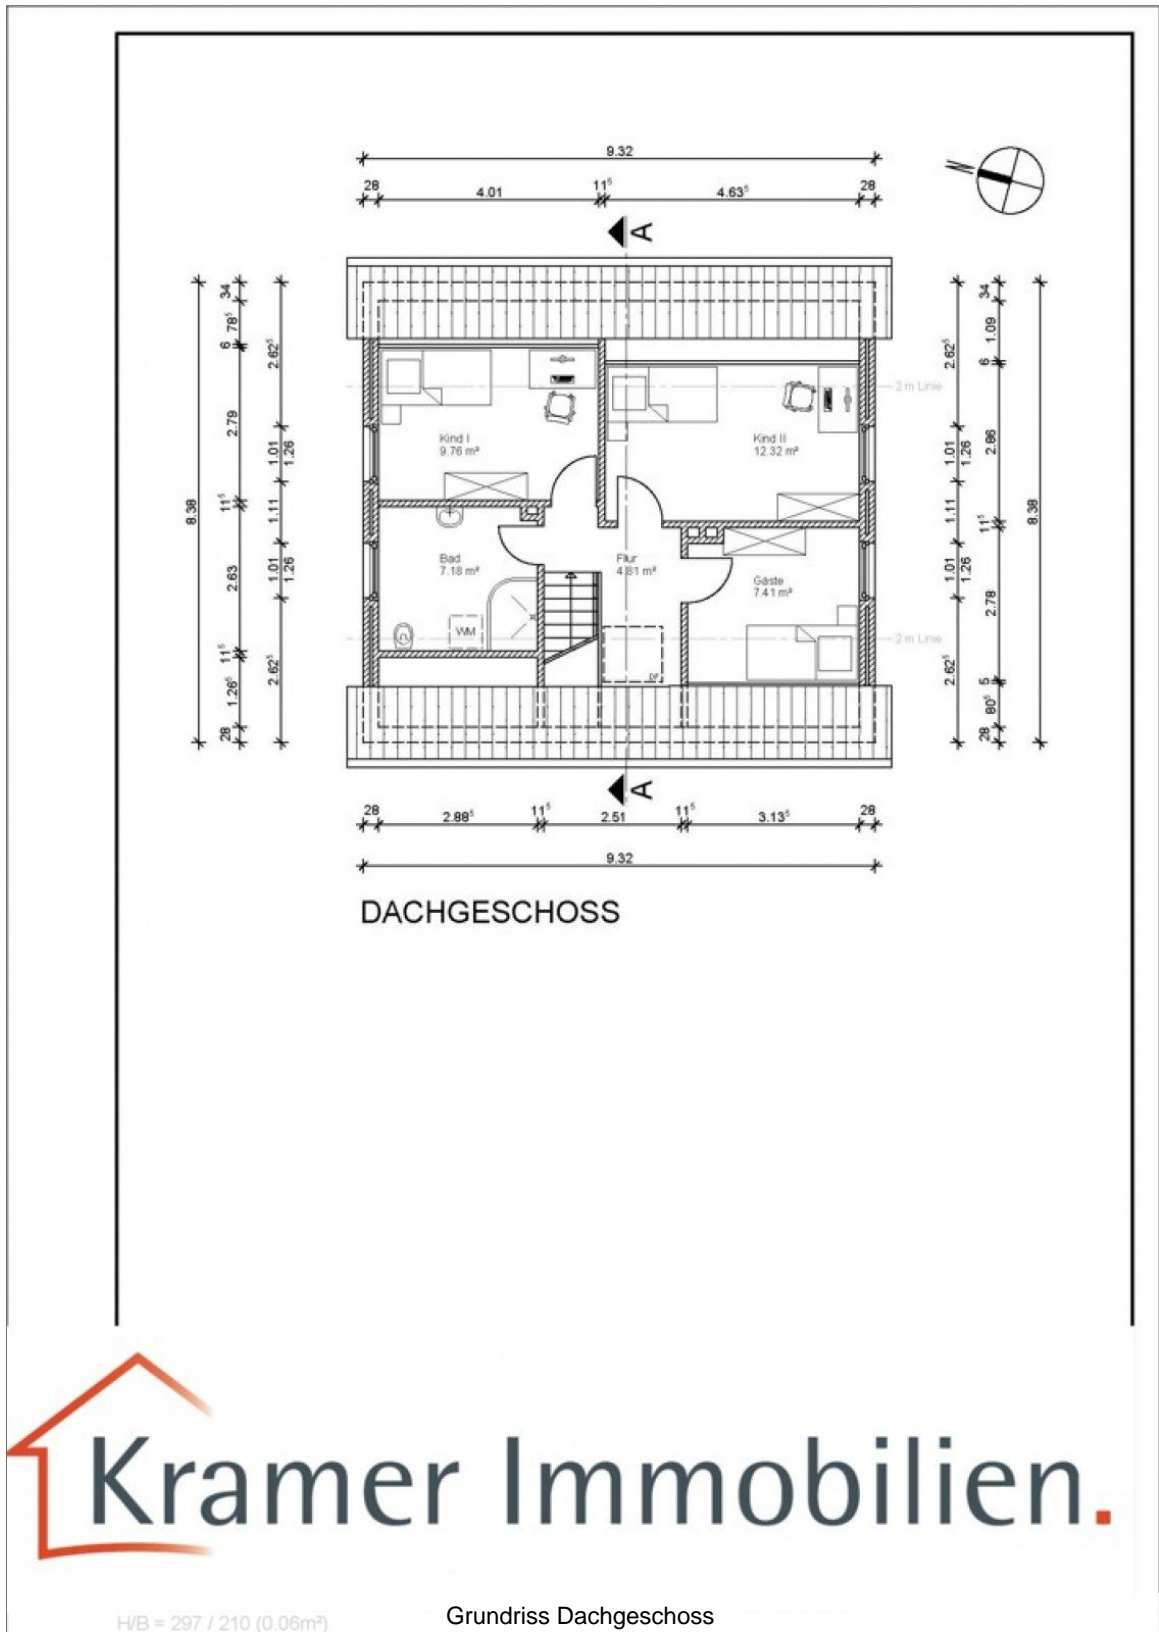 9.32
28 4.01 11⁵ 4.63⁵ 28
N
A
8.38
34
78⁵
6
2.79
11⁵
2.63
11⁵
1.26⁵
28
2.62⁵
1.01
1.26
1.11
1.01
1.26
2.62⁵
Kind I
9.76 m²
Kind II
12.32 m²
Bad
7.18 m²
Flur
4.81 m²
Gäste
7.41 m²
WM
2 m Linie
2 m Linie
2.62⁵
1.01
1.26
1.11
1.01
1.26
2.62⁵
34
1.09
6
2.86
11⁵
2.78
5
80⁵
28
8.38
A
28 2.88⁵ 11⁵ 2.51 11⁵ 3.13⁵ 28
9.32
DACHGESCHOSS
Kramer Immobilien.
H/B = 297 / 210 (0.06m²)
Grundriss Dachgeschoss